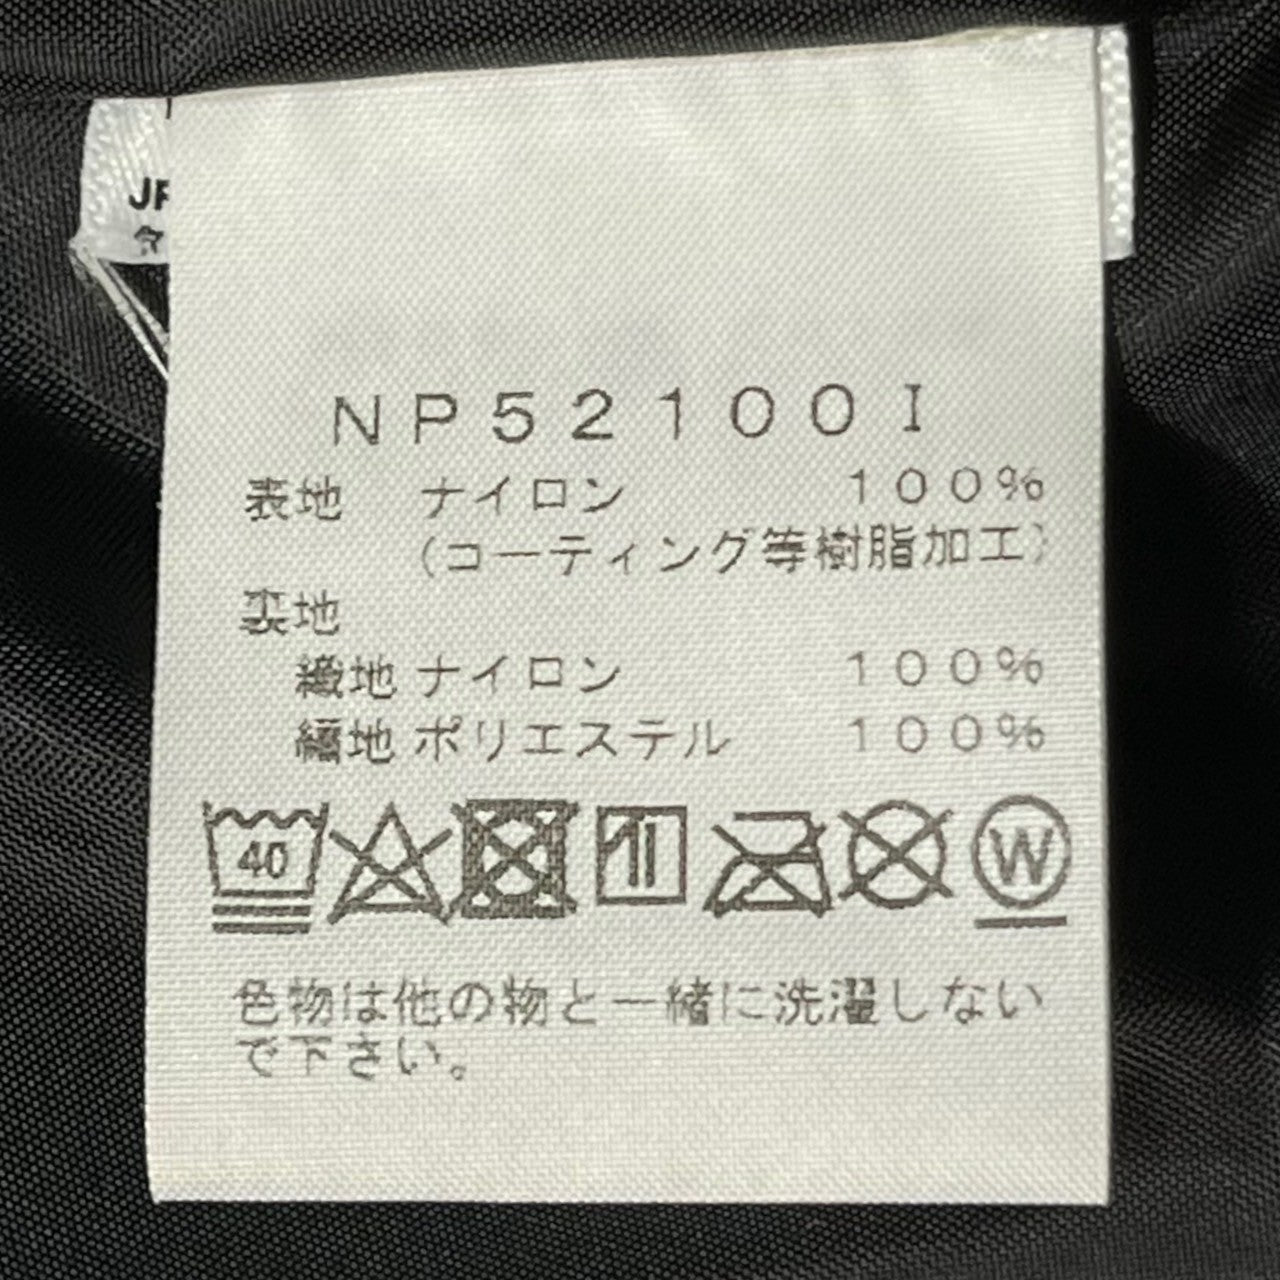 JP
NP52100I
表地 ナイロン 100%
(コーティング等樹脂加工)
裏地
織地 ナイロン 100%
編地 ポリエステル 100%
40
W
色物は他の物と一緒に洗濯しない
で下さい。